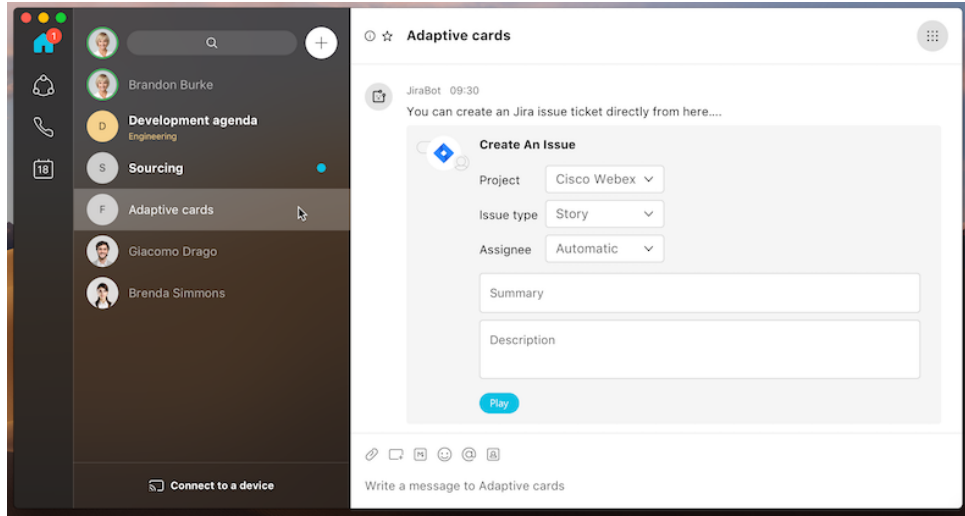 1
18
Brandon Burke
D
Development agenda
Engineering
S
Sourcing
F
Adaptive cards
Giacomo Drago
Brenda Simmons
Connect to a device
Adaptive cards
JiraBot 09:30
You can create an Jira issue ticket directly from here....
Create An Issue
Project Cisco Webex
Issue type Story
Assignee Automatic
Summary
Description
Play
Write a message to Adaptive cards